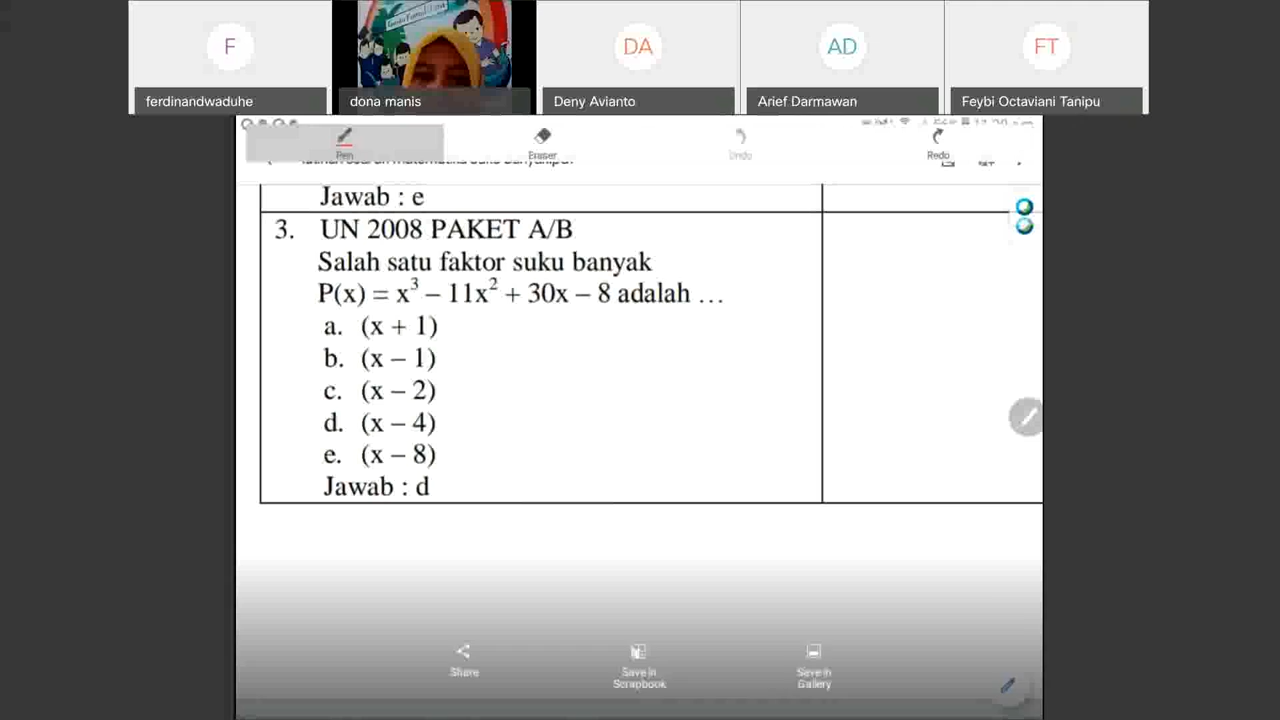 F
DA
AD
FT
ferdinandwaduhe
dona manis
Deny Avianto
Arief Darmawan
Feybi Octaviani Tanipu
Pen
Eraser
Undo
Redo
Jawab : e
3. UN 2008 PAKET A/B
Salah satu faktor suku banyak
P(x) = x³ – 11x² + 30x – 8 adalah …
a. (x + 1)
b. (x – 1)
c. (x – 2)
d. (x – 4)
e. (x – 8)
Jawab : d
Share
Save in
Scrapbook
Save in
Gallery